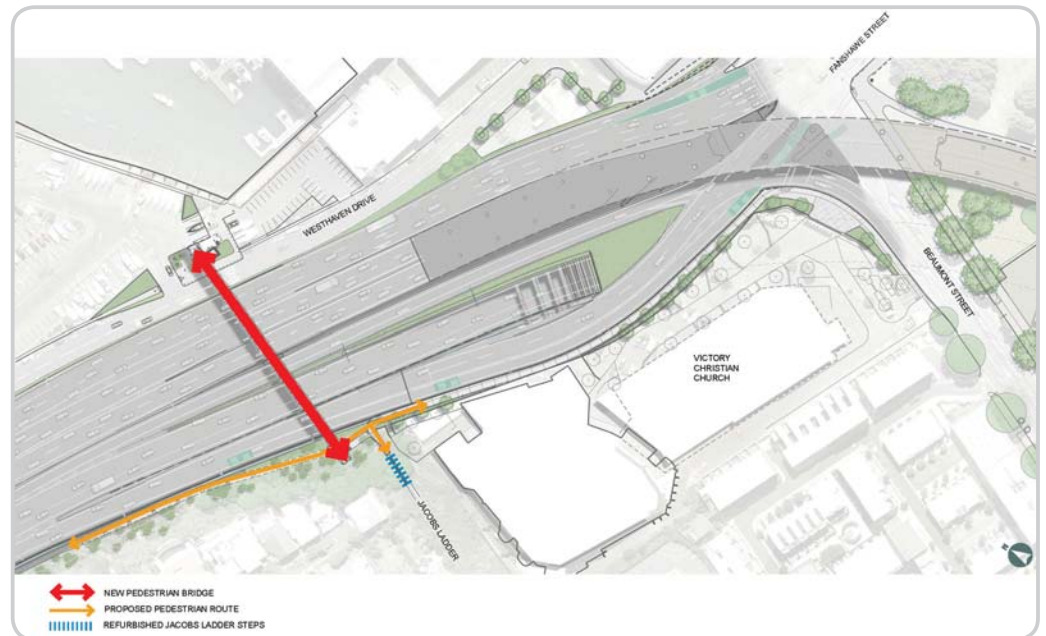 FANSHAWE STREET
WESTHAVEN DRIVE
BEAUMONT STREET
VICTORY
CHRISTIAN
CHURCH
JACOBS LADDER
NEW PEDESTRIAN BRIDGE
PROPOSED PEDESTRIAN ROUTE
REFURBISHED JACOBS LADDER STEPS